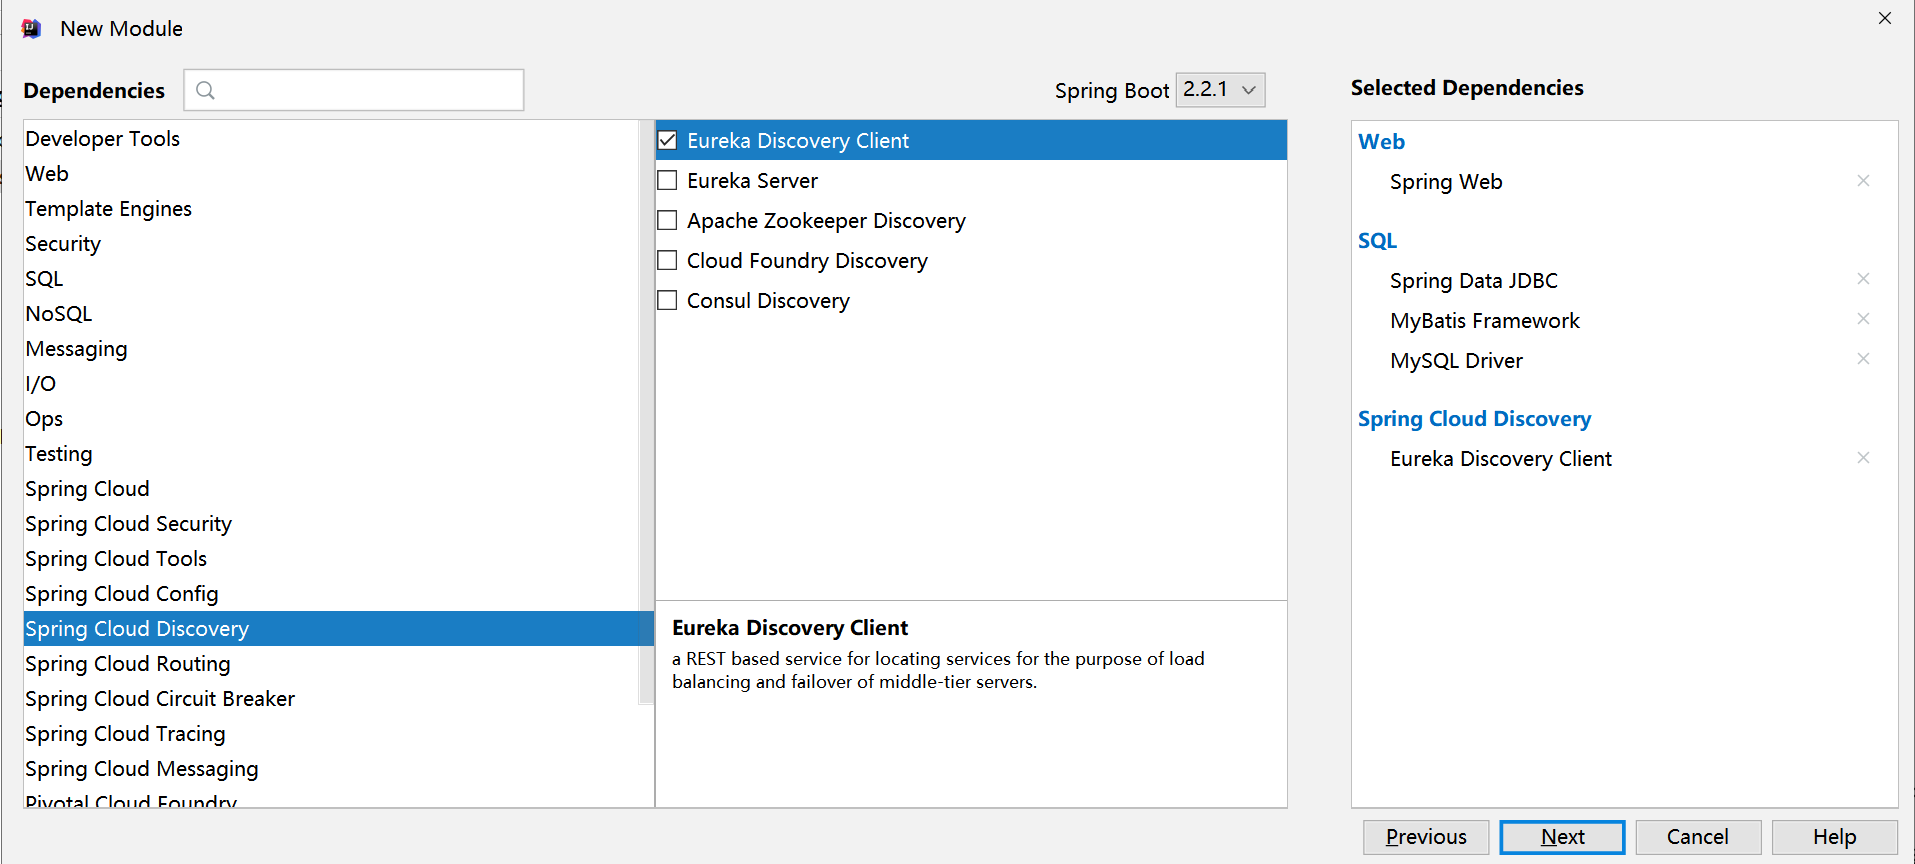 New Module
Dependencies
Spring Boot 2.2.1
Developer Tools
Web
Template Engines
Security
SQL
NoSQL
Messaging
I/O
Ops
Testing
Spring Cloud
Spring Cloud Security
Spring Cloud Tools
Spring Cloud Config
Spring Cloud Discovery
Spring Cloud Routing
Spring Cloud Circuit Breaker
Spring Cloud Tracing
Spring Cloud Messaging
Pivotal Cloud Foundry
Eureka Discovery Client
Eureka Server
Apache Zookeeper Discovery
Cloud Foundry Discovery
Consul Discovery
Eureka Discovery Client
a REST based service for locating services for the purpose of load
balancing and failover of middle-tier servers.
Selected Dependencies
Web
Spring Web
SQL
Spring Data JDBC
MyBatis Framework
MySQL Driver
Spring Cloud Discovery
Eureka Discovery Client
Previous
Next
Cancel
Help